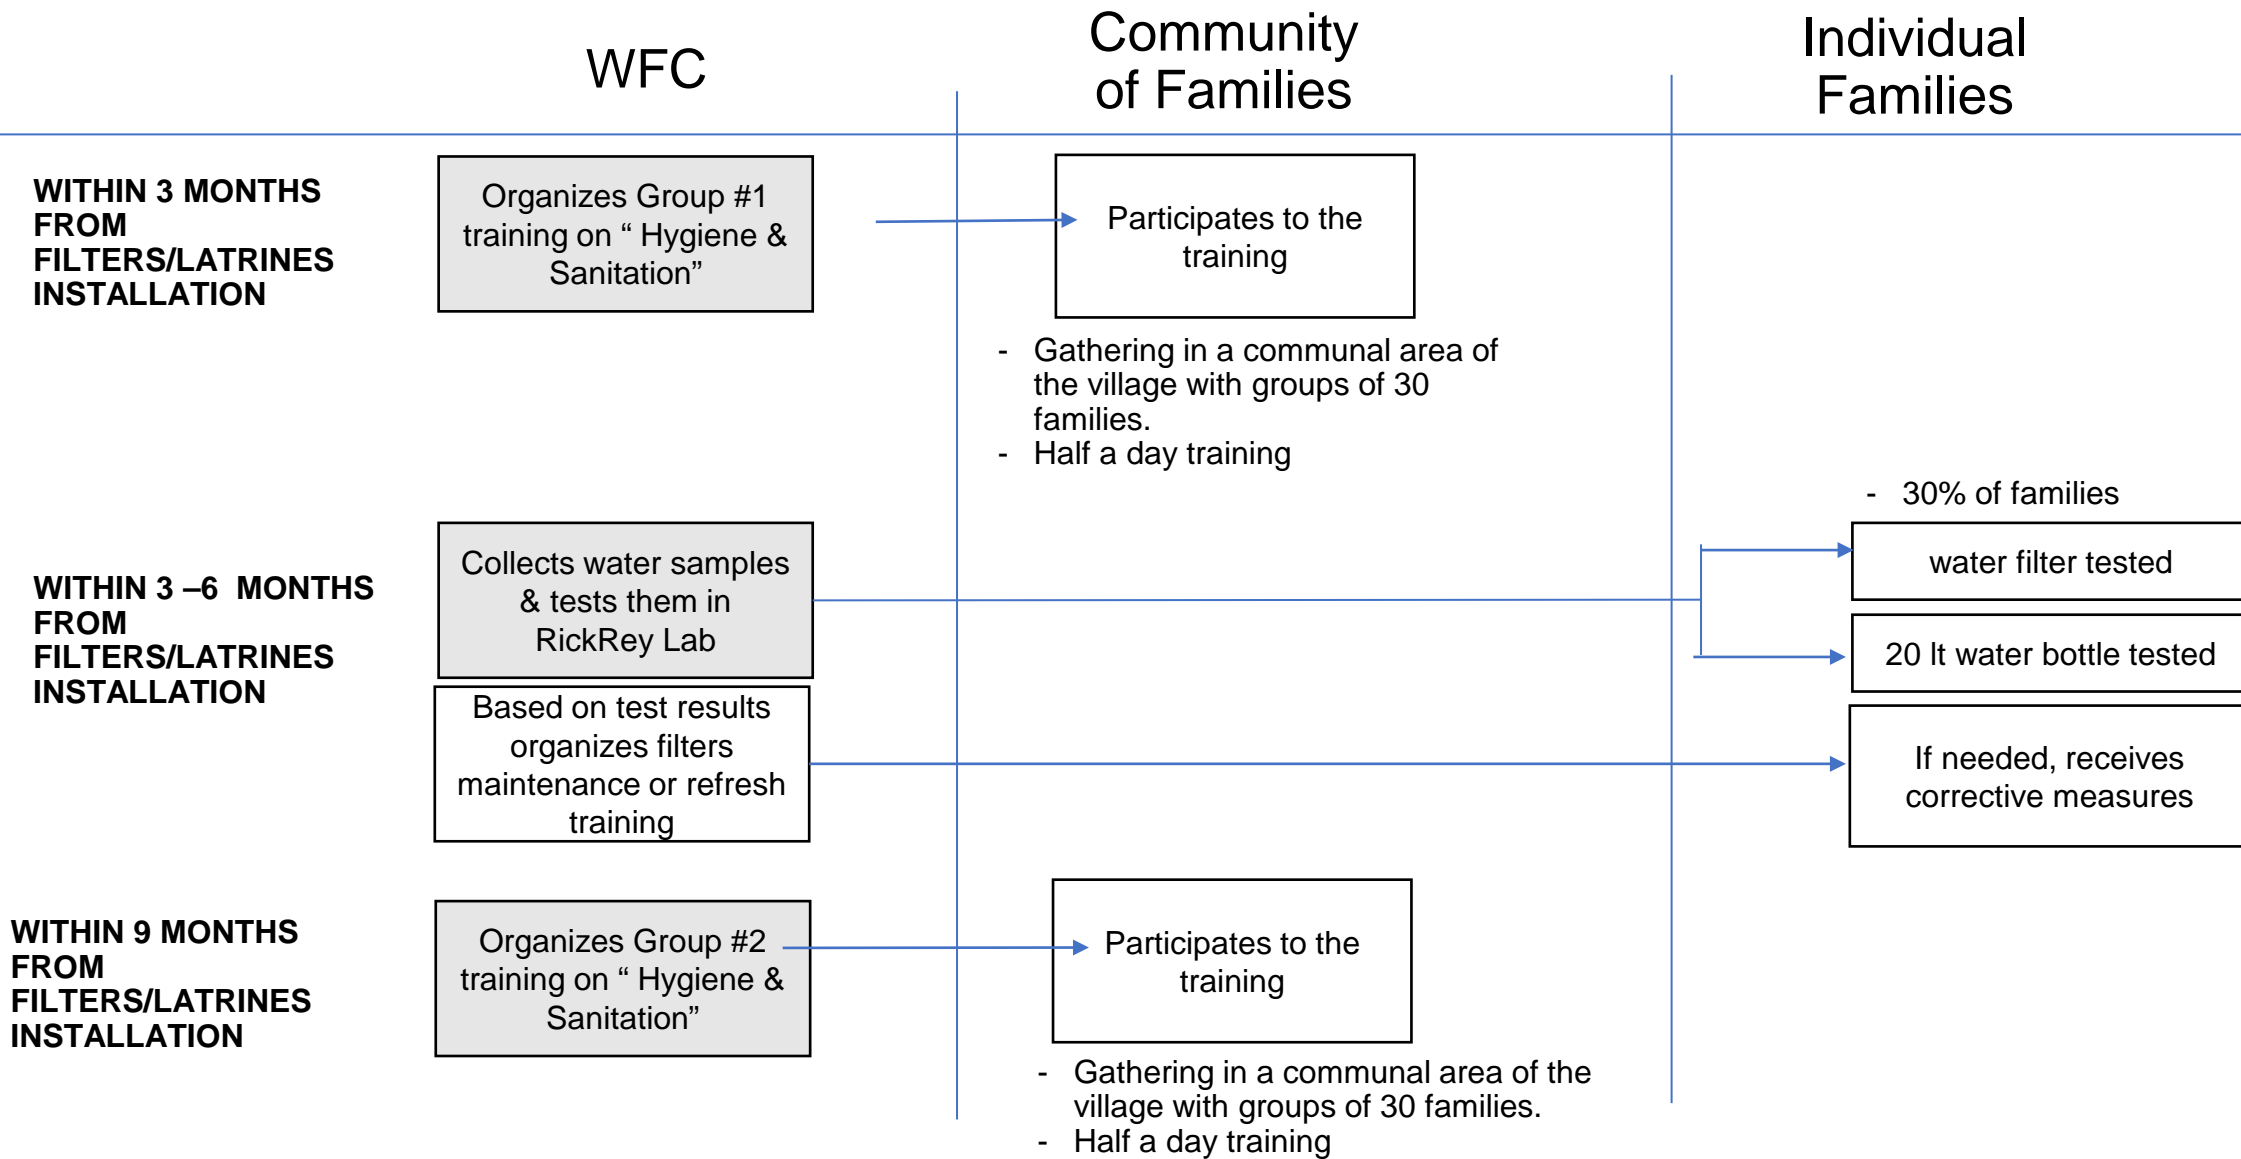 WFC
Community
of Families
Individual
Families
WITHIN 3 MONTHS
FROM
FILTERS/LATRINES
INSTALLATION
Organizes Group #1
training on “ Hygiene &
Sanitation”
Participates to the
training
- Gathering in a communal area of
the village with groups of 30
families.
- Half a day training
WITHIN 3 –6  MONTHS
FROM
FILTERS/LATRINES
INSTALLATION
Collects water samples
& tests them in
RickRey Lab
- 30% of families
water filter tested
20 lt water bottle tested
Based on test results
organizes filters
maintenance or refresh
training
If needed, receives
corrective measures
WITHIN 9 MONTHS
FROM
FILTERS/LATRINES
INSTALLATION
Organizes Group #2
training on “ Hygiene &
Sanitation”
Participates to the
training
- Gathering in a communal area of the
village with groups of 30 families.
- Half a day training